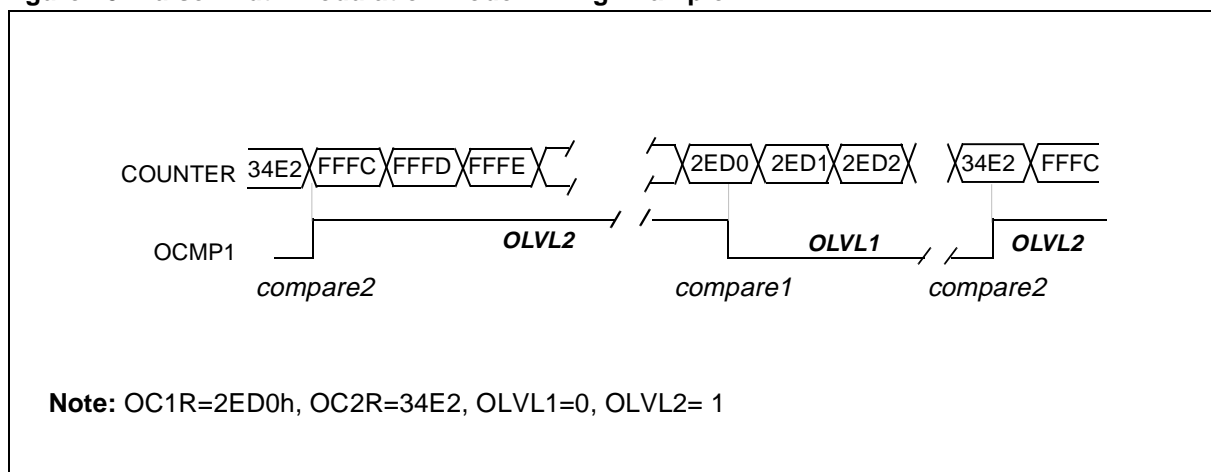 COUNTER 34E2 FFFC FFFD FFFE 2ED0 2ED1 2ED2 34E2 FFFC
OCMP1 OLVL2 OLVL1 OLVL2
compare2 compare1 compare2
Note: OC1R=2ED0h, OC2R=34E2, OLVL1=0, OLVL2= 1